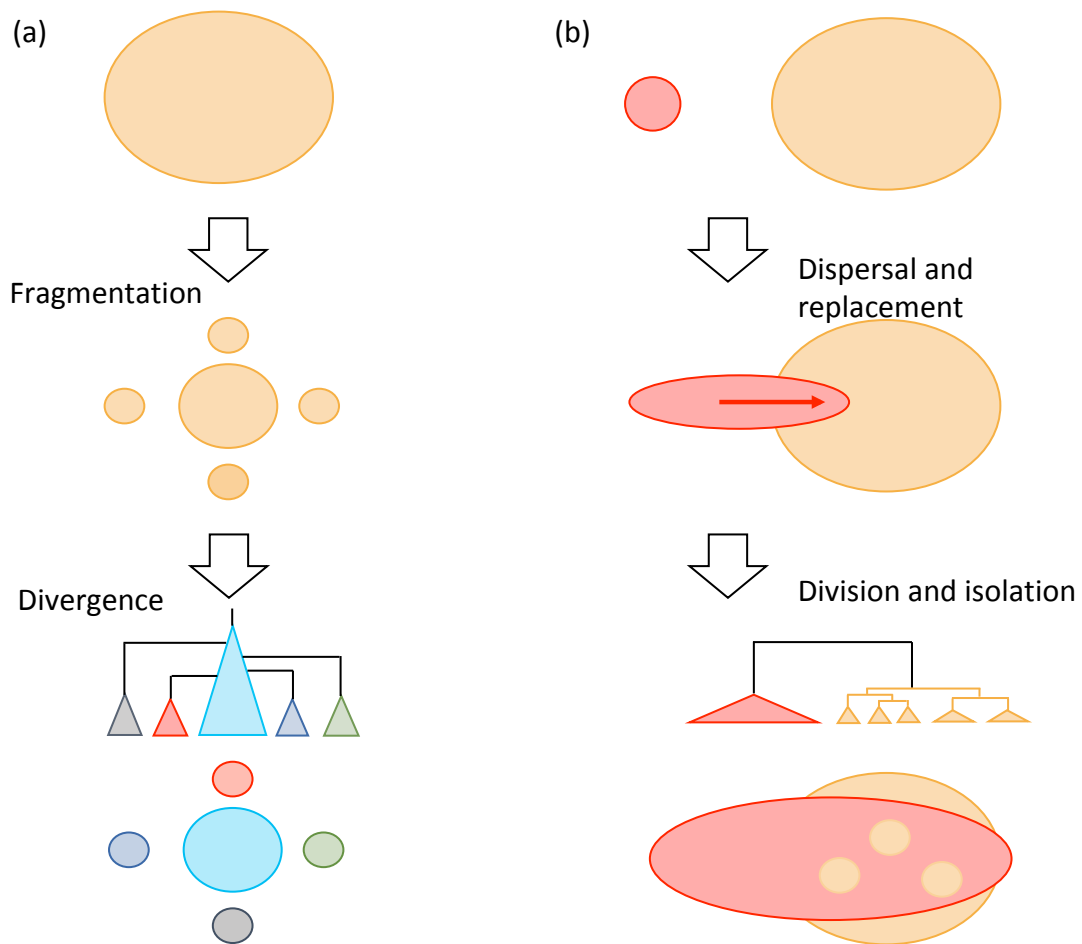 (a)
Fragmentation
Divergence
(b)
Dispersal and
replacement
Division and isolation